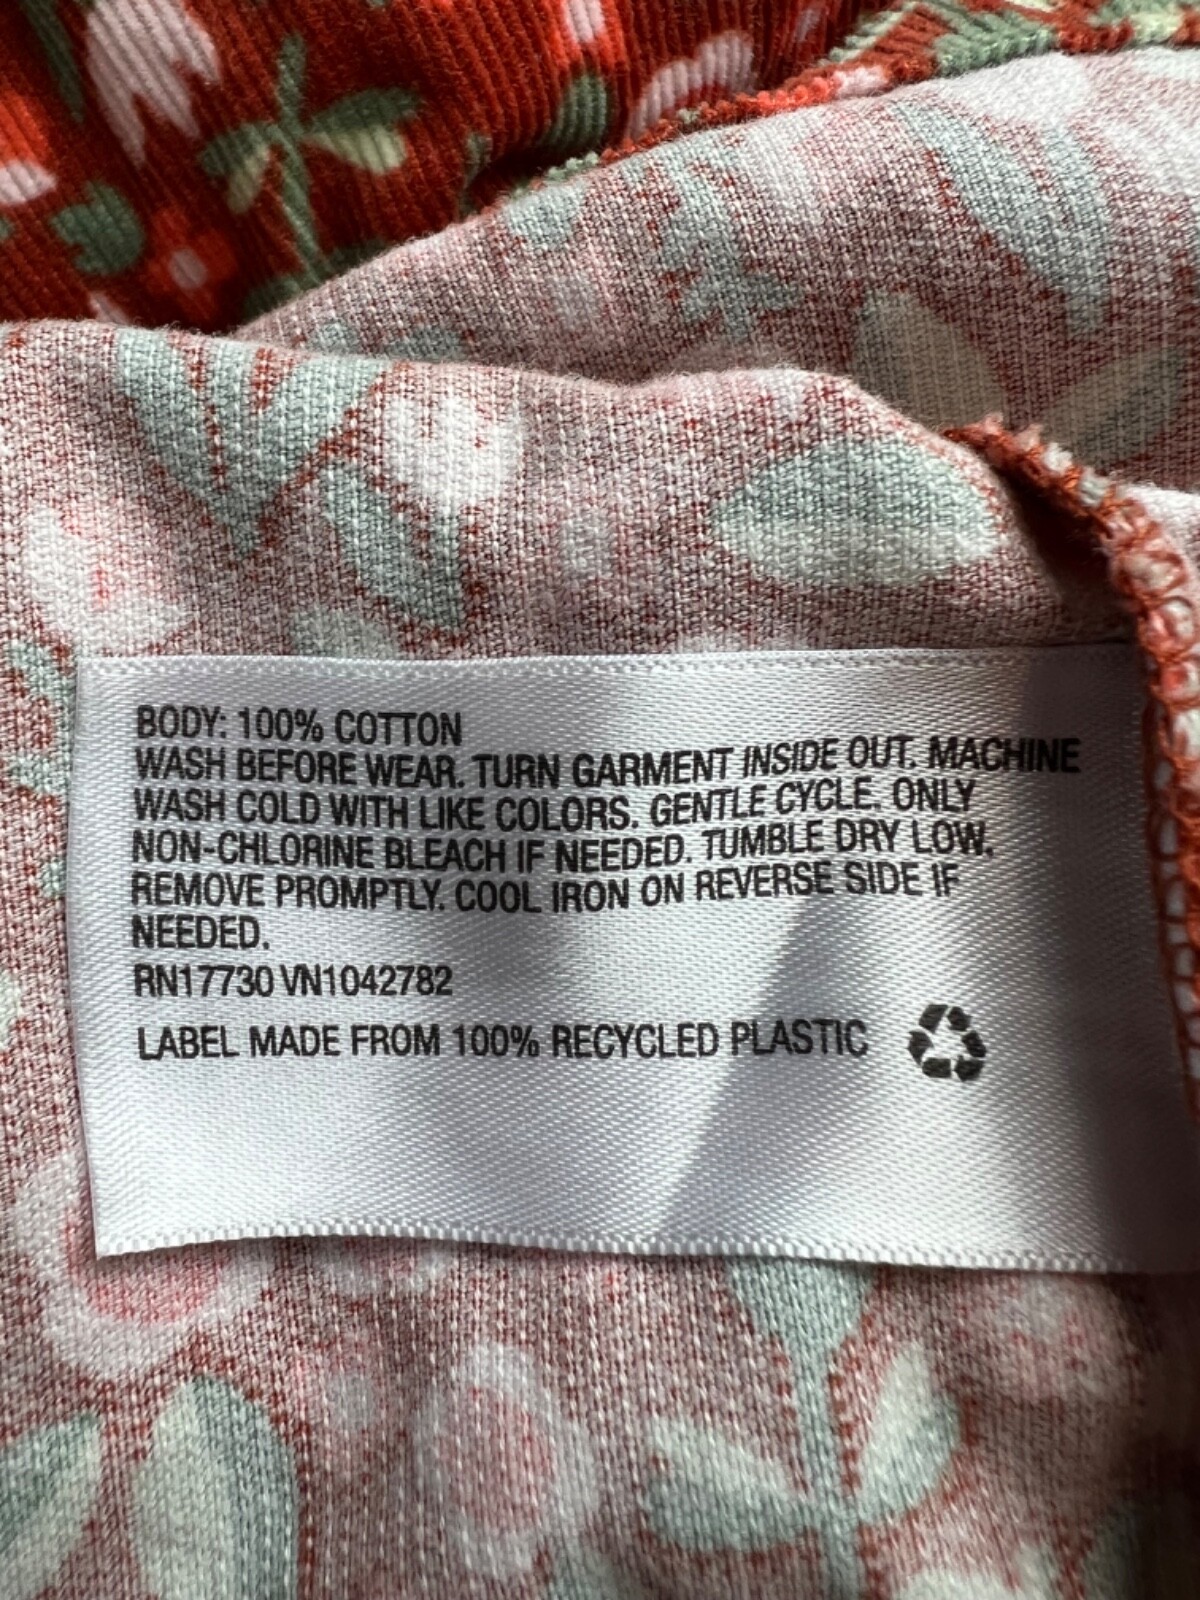 BODY: 100% COTTON
WASH BEFORE WEAR. TURN GARMENT INSIDE OUT. MACHINE
WASH COLD WITH LIKE COLORS. GENTLE CYCLE. ONLY
NON-CHLORINE BLEACH IF NEEDED. TUMBLE DRY LOW.
REMOVE PROMPTLY. COOL IRON ON REVERSE SIDE IF
NEEDED.
RN17730 VN1042782
LABEL MADE FROM 100% RECYCLED PLASTIC